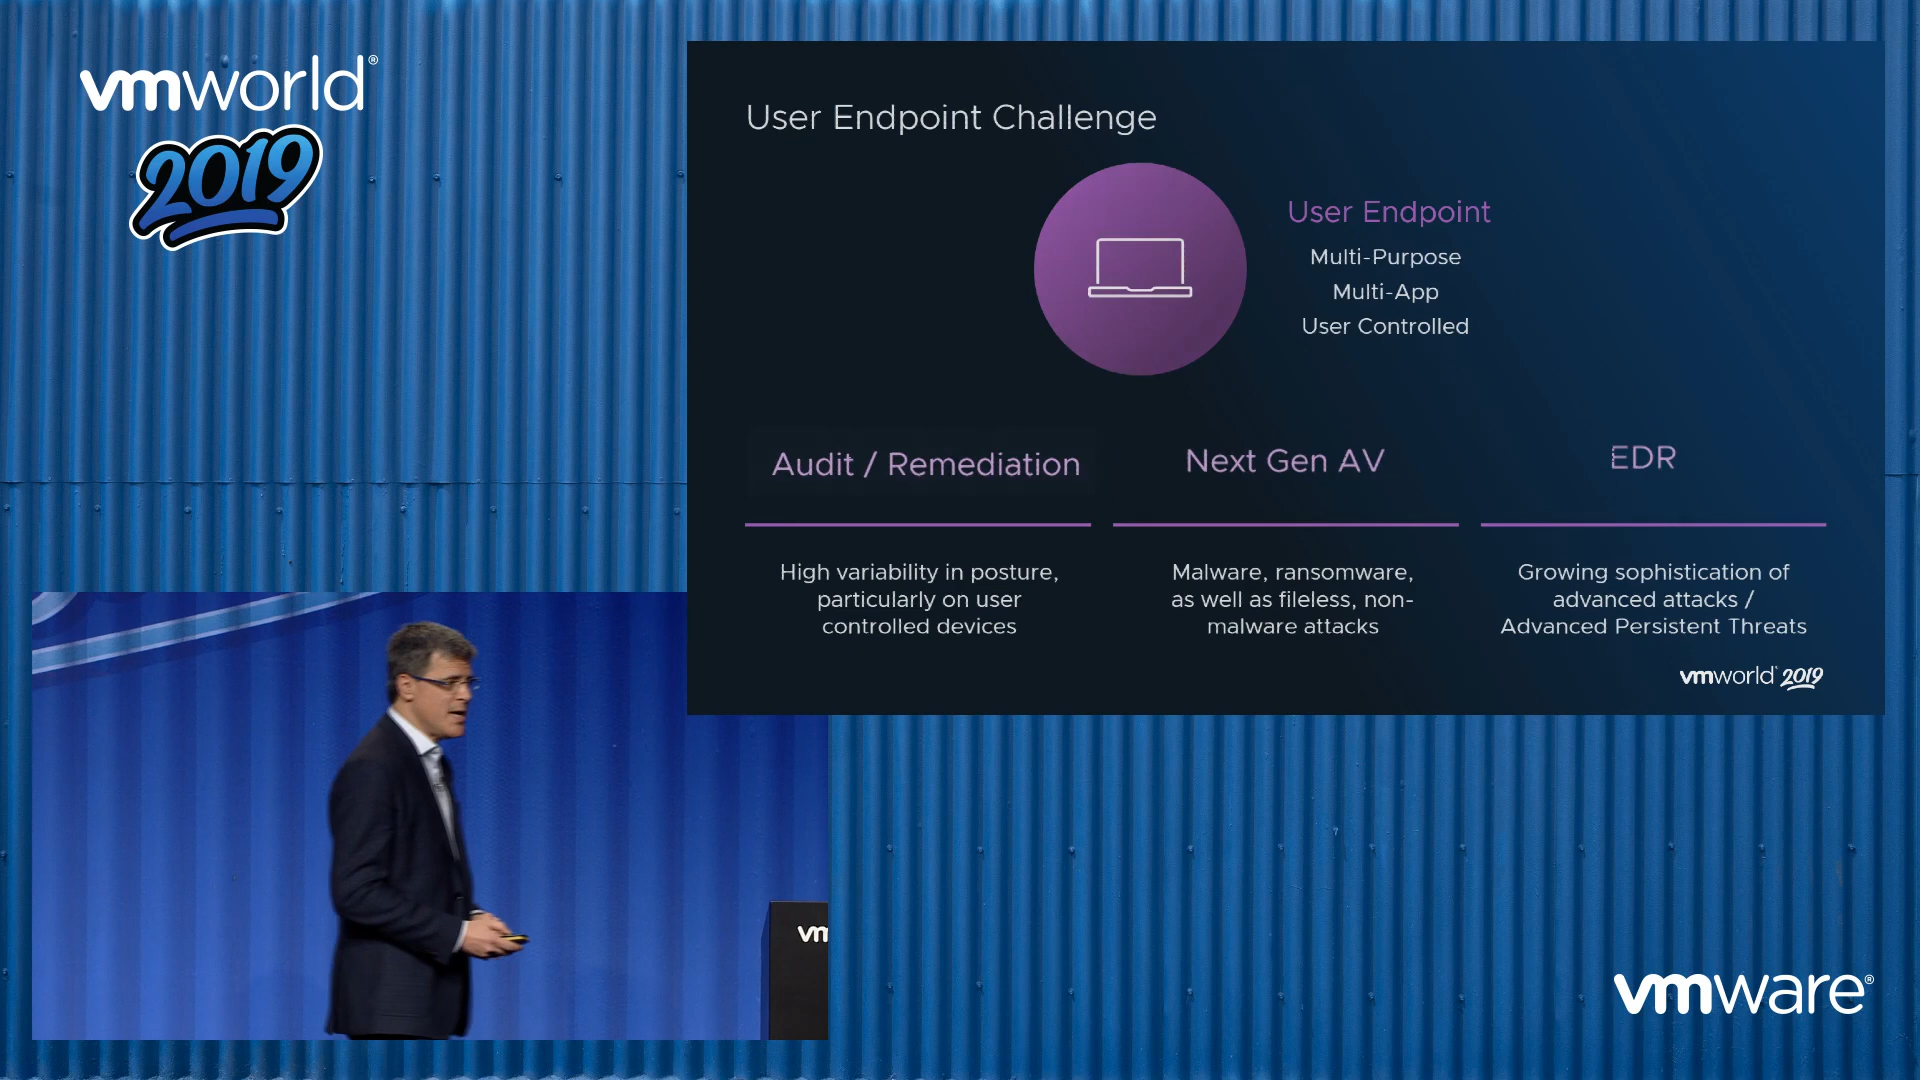 vmworld®
2019
User Endpoint Challenge
User Endpoint
Multi-Purpose
Multi-App
User Controlled
Audit / Remediation
Next Gen AV
EDR
High variability in posture,
particularly on user
controlled devices
Malware, ransomware,
as well as fileless, non-
malware attacks
Growing sophistication of
advanced attacks /
Advanced Persistent Threats
vmworld 2019
vm
vmware®